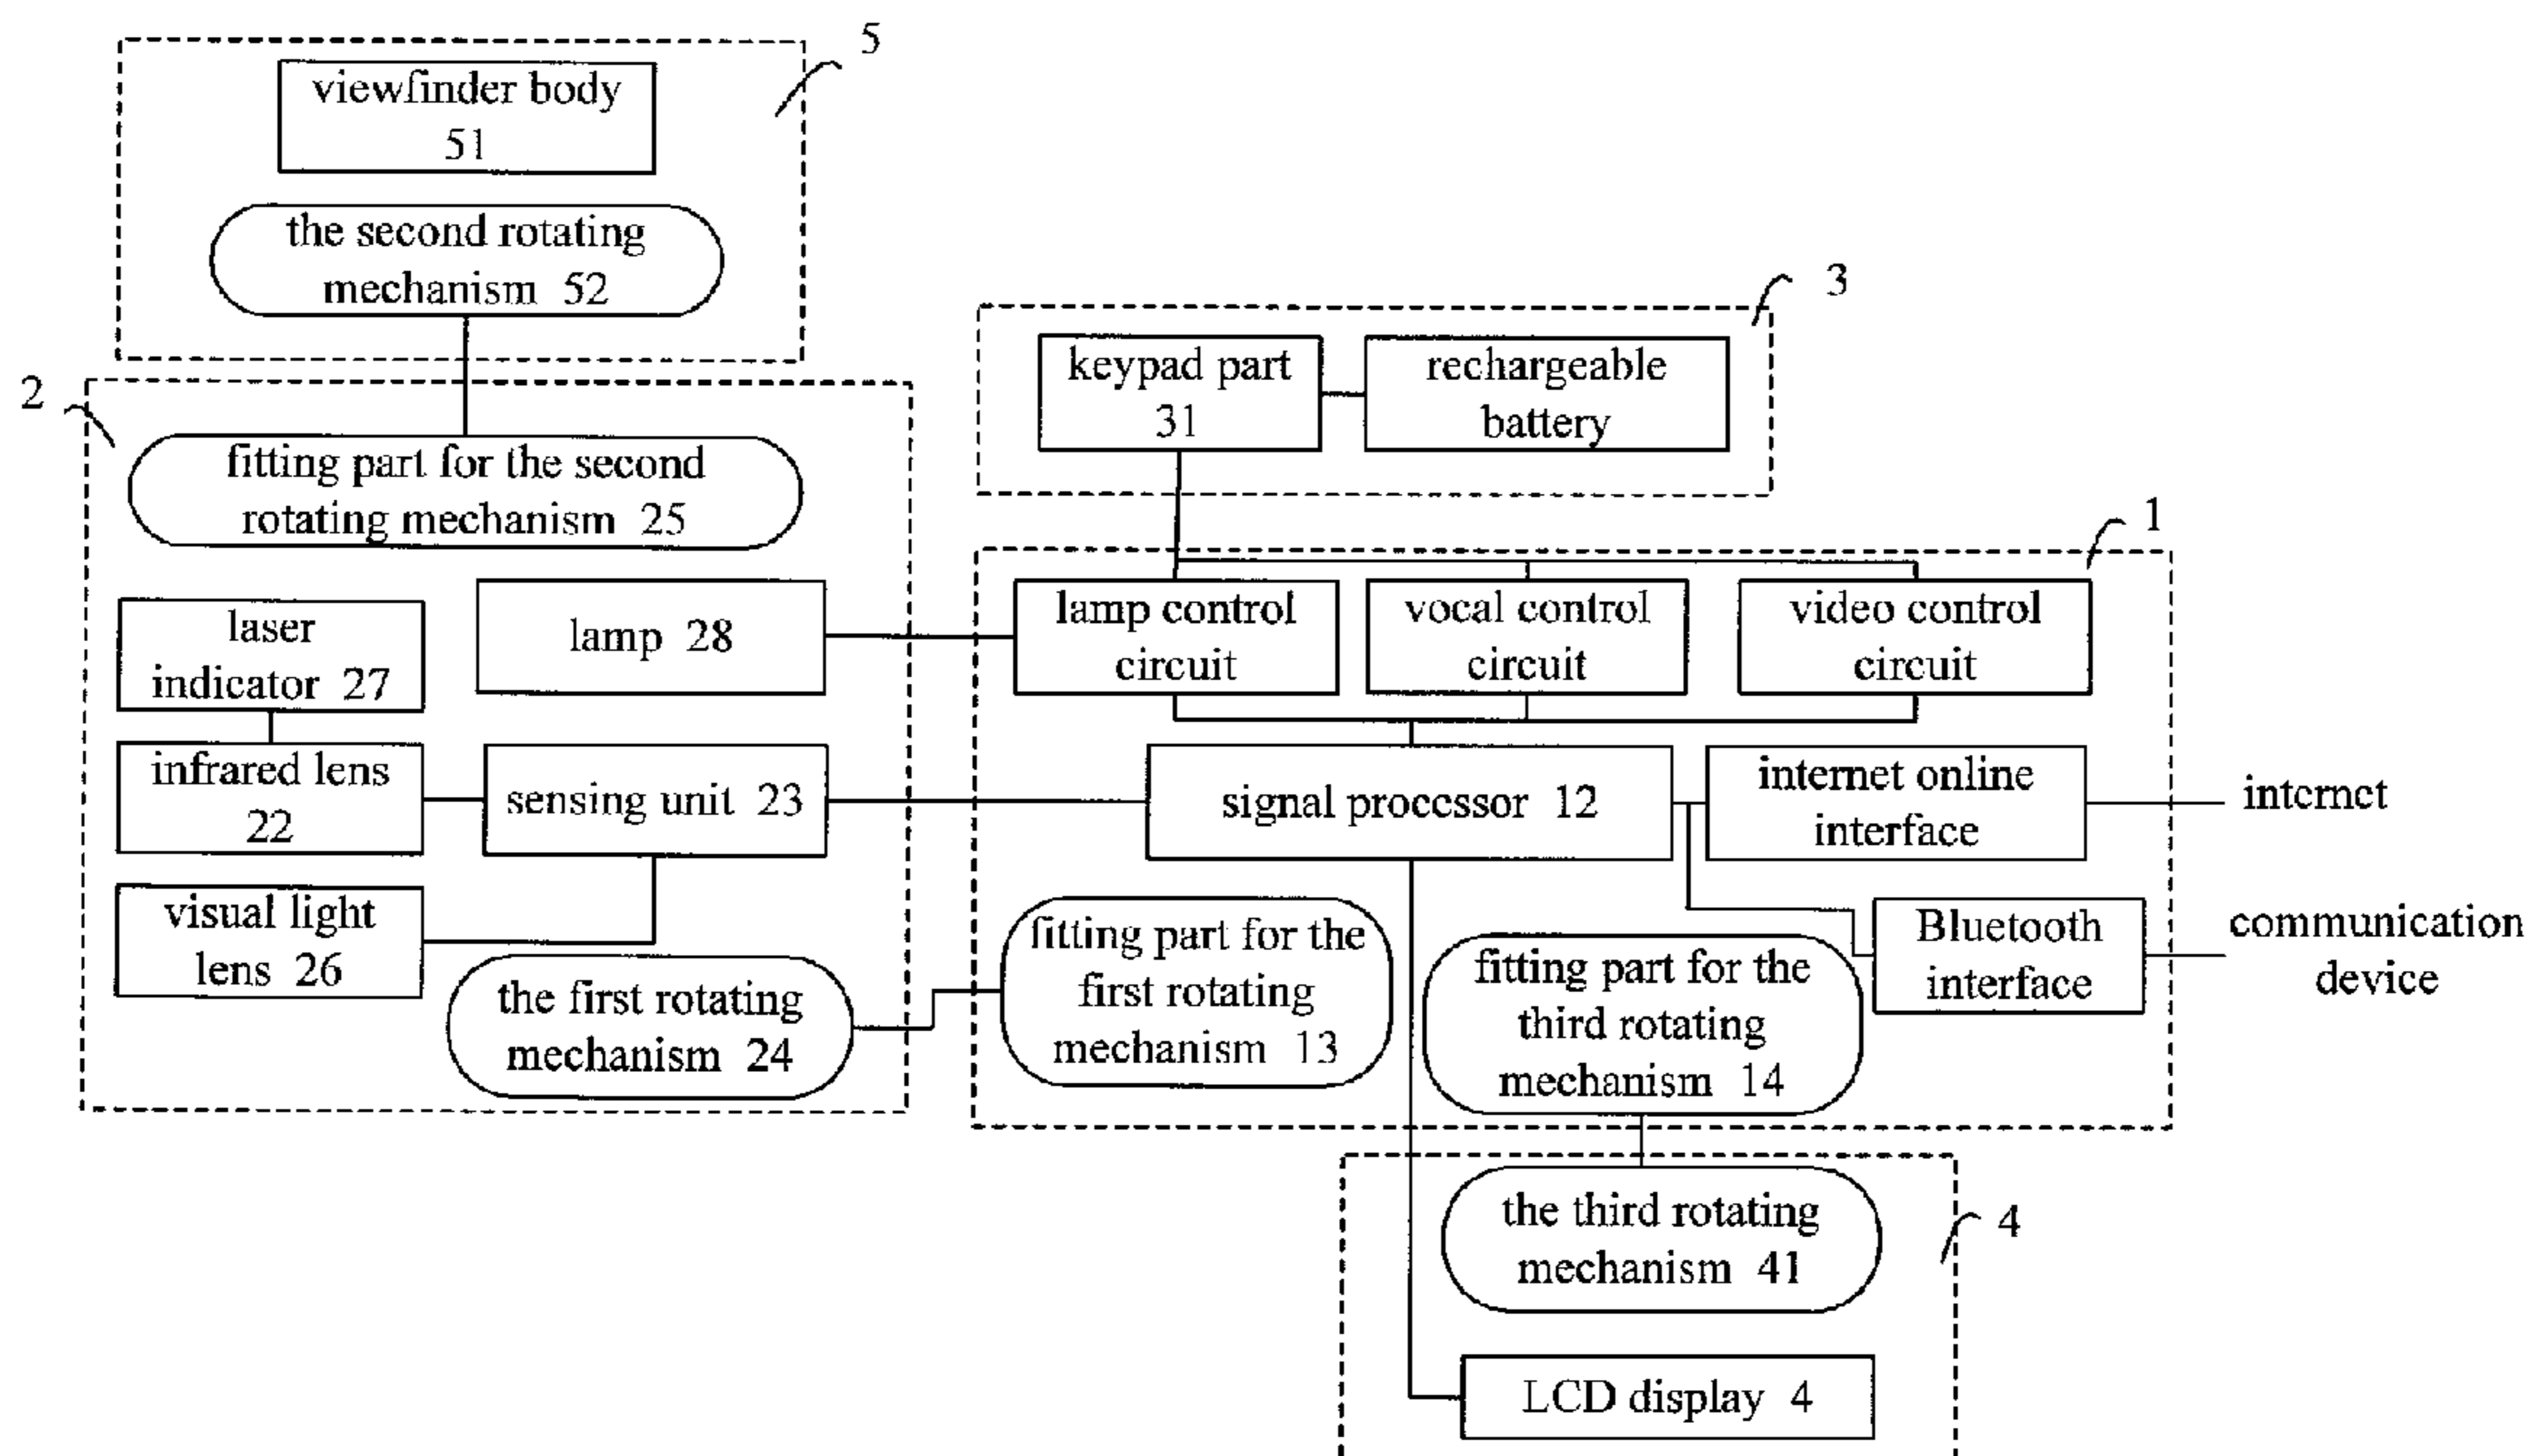 5
viewfinder body
51
the second rotating
mechanism 52
3
keypad part
31
rechargeable
battery
2
fitting part for the second
rotating mechanism 25
1
laser
indicator 27
lamp 28
lamp control
circuit
vocal control
circuit
video control
circuit
infrared lens
22
sensing unit 23
signal processor 12
internet online
interface
internet
visual light
lens 26
the first rotating
mechanism 24
fitting part for the
first rotating
mechanism 13
fitting part for the
third rotating
mechanism 14
Bluetooth
interface
communication
device
the third rotating
mechanism 41
4
LCD display 4